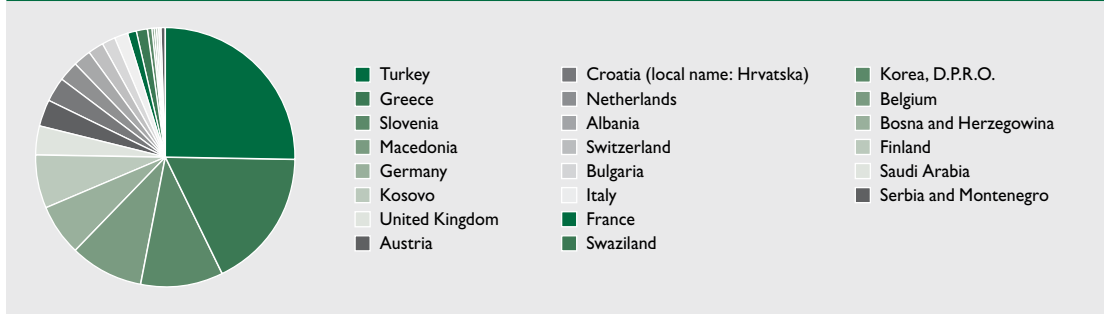 Turkey
Greece
Slovenia
Macedonia
Germany
Kosovo
United Kingdom
Austria
Croatia (local name: Hrvatska)
Netherlands
Albania
Switzerland
Bulgaria
Italy
France
Swaziland
Korea, D.P.R.O.
Belgium
Bosna and Herzegowina
Finland
Saudi Arabia
Serbia and Montenegro